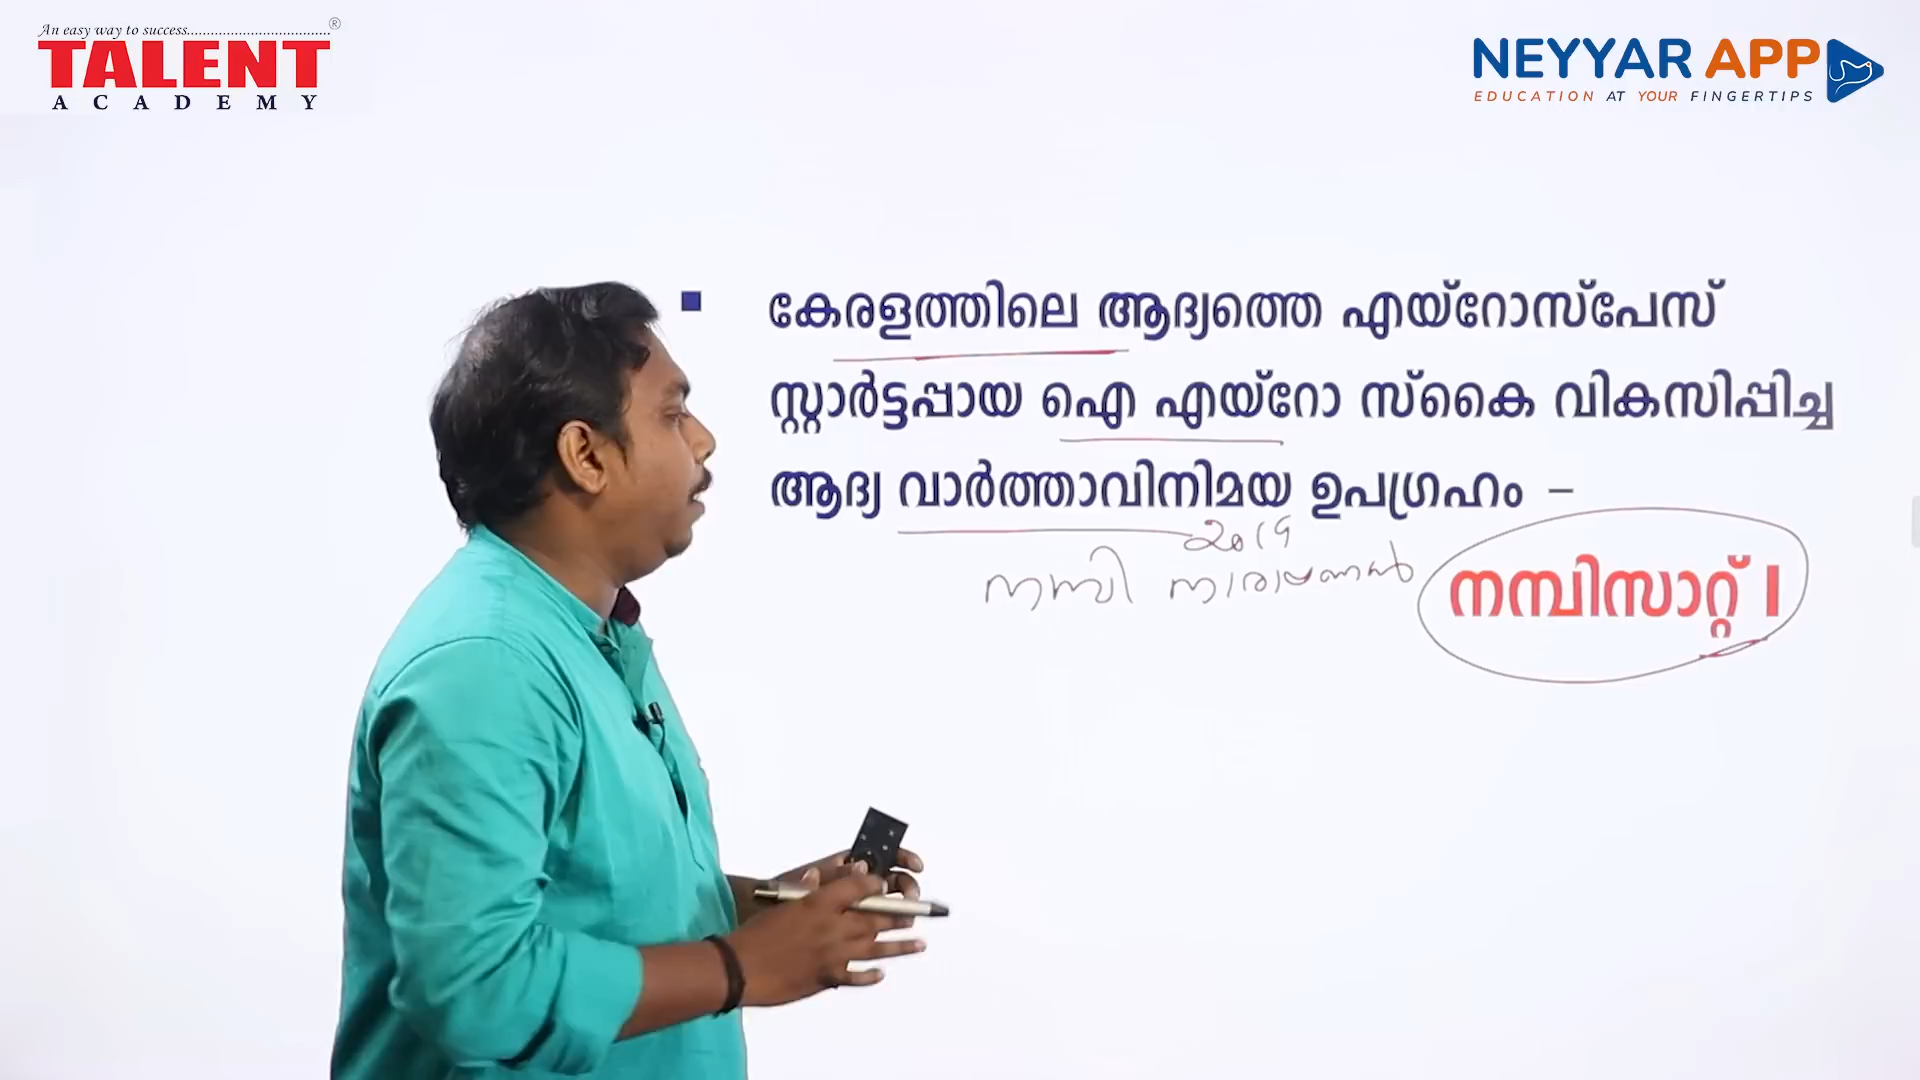 An easy way to success.......................................®
TALENT
ACADEMY
NEYYAR APP
EDUCATION AT YOUR FINGERTIPS
കേരളത്തിലെ ആദ്യത്തെ എയ്റോസ്പേസ്
സ്റ്റാർട്ടപ്പായ ഐ എയ്റോ സ്കൈ വികസിപ്പിച്ച
ആദ്യ വാർത്താവിനിമയ ഉപഗ്രഹം –
2019
നമ്പി നാരായണൻ
നമ്പിസാറ്റ് I